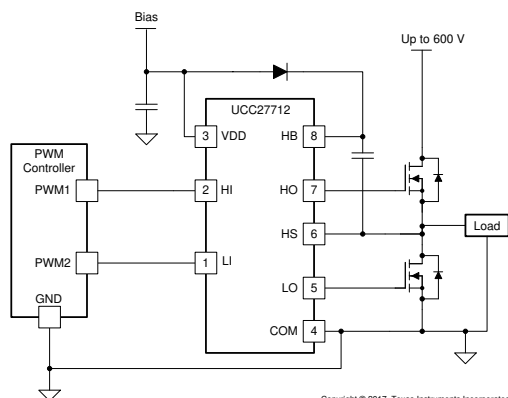 Bias
Up to 600 V
UCC27712
3 VDD HB 8
PWM Controller
PWM1
2 HI HO 7
HS 6
Load
PWM2
1 LI
LO 5
GND
COM 4
Copyright © 2017, Texas Instruments Incorporated